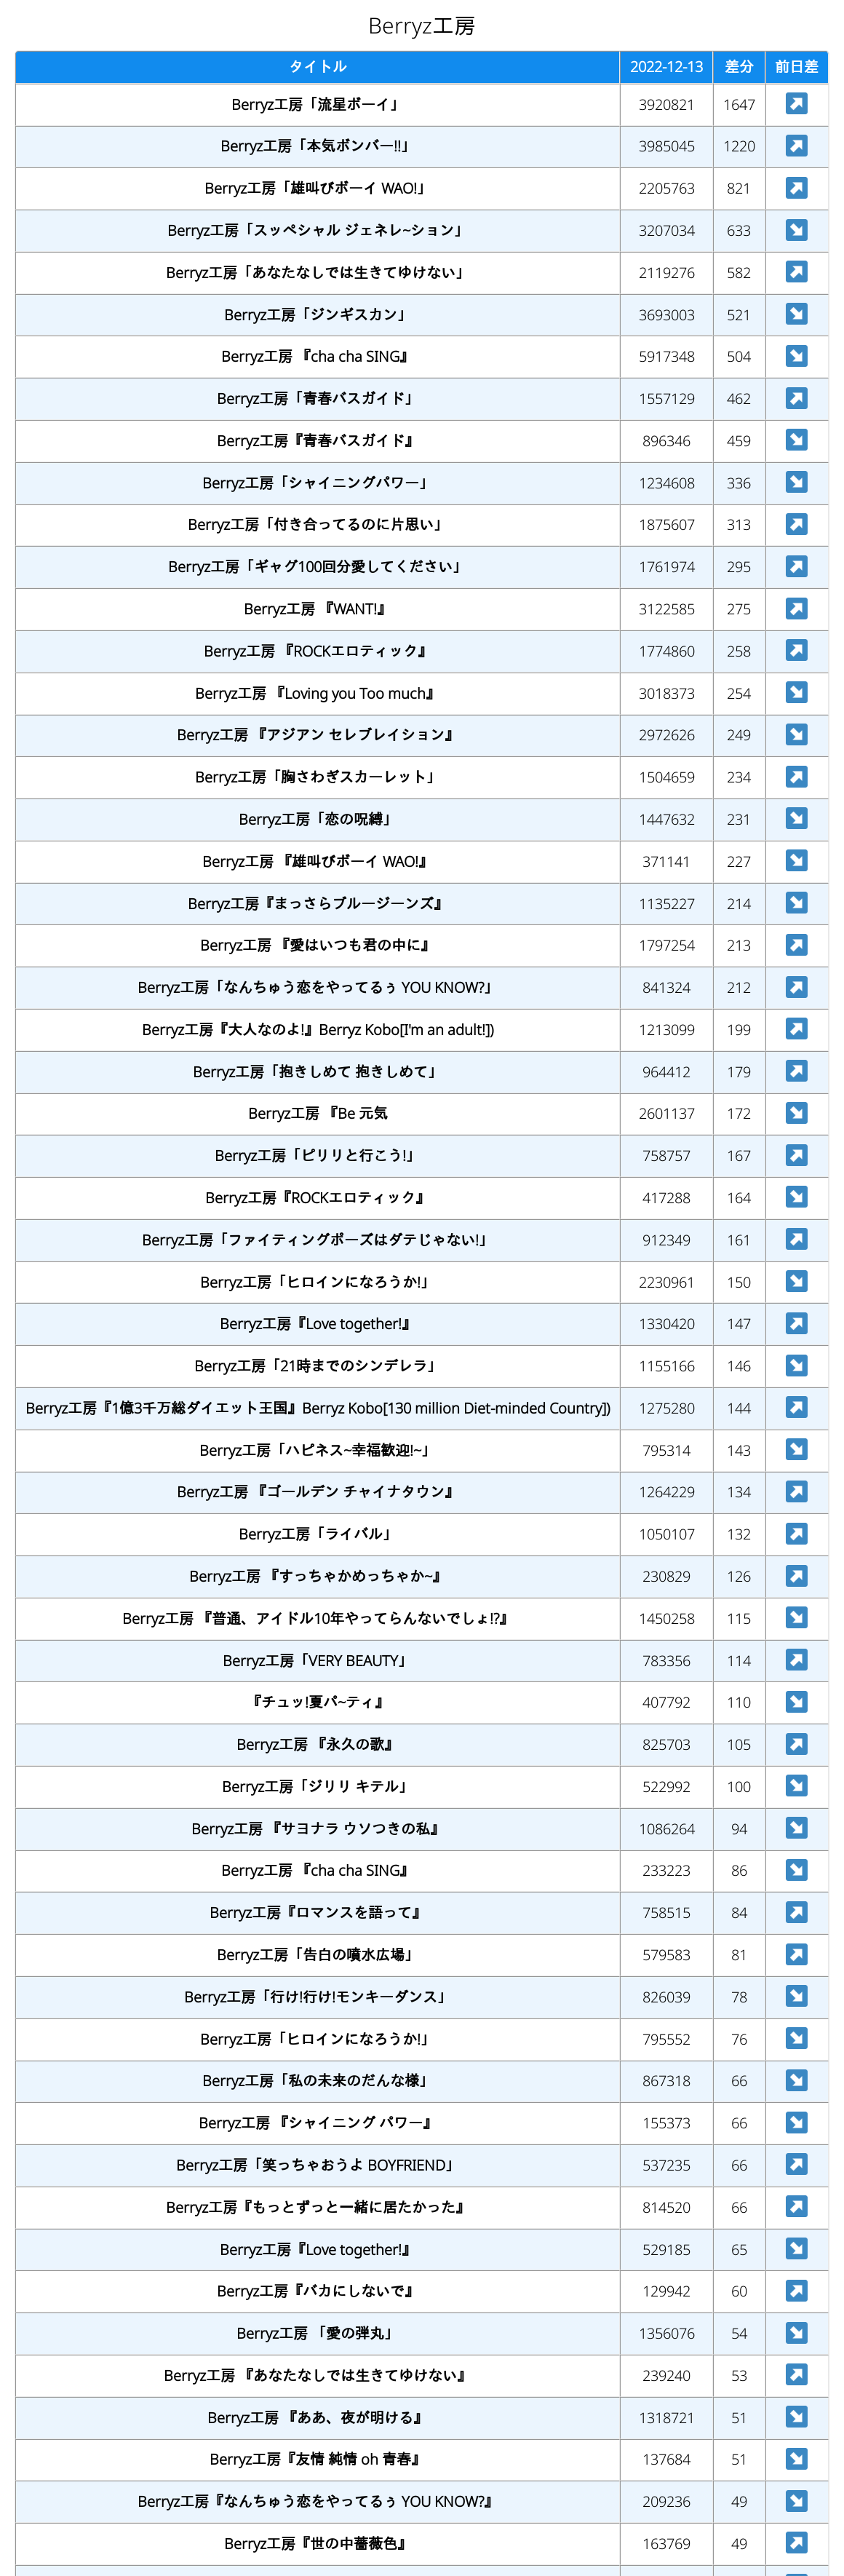 Berryz工房
タイトル 2022-12-13 差分 前日差
Berryz工房「流星ボーイ」 3920821 1647 ↗
Berryz工房「本気ボンバー!!」 3985045 1220 ↗
Berryz工房「雄叫びボーイ WAO!」 2205763 821 ↗
Berryz工房「スッペシャル ジェネレ~ション」 3207034 633 ↘
Berryz工房「あなたなしでは生きてゆけない」 2119276 582 ↗
Berryz工房「ジンギスカン」 3693003 521 ↘
Berryz工房 『cha cha SING』 5917348 504 ↘
Berryz工房「青春バスガイド」 1557129 462 ↗
Berryz工房『青春バスガイド』 896346 459 ↘
Berryz工房「シャイニングパワー」 1234608 336 ↘
Berryz工房「付き合ってるのに片思い」 1875607 313 ↗
Berryz工房「ギャグ100回分愛してください」 1761974 295 ↗
Berryz工房 『WANT!』 3122585 275 ↗
Berryz工房 『ROCKエロティック』 1774860 258 ↗
Berryz工房 『Loving you Too much』 3018373 254 ↘
Berryz工房 『アジアン セレブレイション』 2972626 249 ↘
Berryz工房「胸さわぎスカーレット」 1504659 234 ↗
Berryz工房「恋の呪縛」 1447632 231 ↘
Berryz工房 『雄叫びボーイ WAO!』 371141 227 ↘
Berryz工房『まっさらブルージーンズ』 1135227 214 ↘
Berryz工房 『愛はいつも君の中に』 1797254 213 ↗
Berryz工房「なんちゅう恋をやってるぅ YOU KNOW?」 841324 212 ↗
Berryz工房『大人なのよ!』Berryz Kobo[I'm an adult!]) 1213099 199 ↗
Berryz工房「抱きしめて 抱きしめて」 964412 179 ↗
Berryz工房 『Be 元気 2601137 172 ↘
Berryz工房「ピリリと行こう!」 758757 167 ↗
Berryz工房『ROCKエロティック』 417288 164 ↘
Berryz工房「ファイティングポーズはダテじゃない!」 912349 161 ↗
Berryz工房「ヒロインになろうか!」 2230961 150 ↘
Berryz工房『Love together!』 1330420 147 ↗
Berryz工房「21時までのシンデレラ」 1155166 146 ↘
Berryz工房『1億3千万総ダイエット王国』Berryz Kobo[130 million Diet-minded Country]) 1275280 144 ↗
Berryz工房「ハピネス~幸福歓迎!~」 795314 143 ↘
Berryz工房 『ゴールデン チャイナタウン』 1264229 134 ↗
Berryz工房「ライバル」 1050107 132 ↗
Berryz工房 『すっちゃかめっちゃか~』 230829 126 ↗
Berryz工房 『普通、アイドル10年やってらんないでしょ!?』 1450258 115 ↘
Berryz工房「VERY BEAUTY」 783356 114 ↗
『チュッ!夏パ~ティ』 407792 110 ↘
Berryz工房 『永久の歌』 825703 105 ↗
Berryz工房「ジリリ キテル」 522992 100 ↘
Berryz工房 『サヨナラ ウソつきの私』 1086264 94 ↘
Berryz工房 『cha cha SING』 233223 86 ↘
Berryz工房『ロマンスを語って』 758515 84 ↗
Berryz工房「告白の噴水広場」 579583 81 ↗
Berryz工房「行け!行け!モンキーダンス」 826039 78 ↘
Berryz工房「ヒロインになろうか!」 795552 76 ↘
Berryz工房「私の未来のだんな様」 867318 66 ↘
Berryz工房 『シャイニング パワー』 155373 66 ↘
Berryz工房「笑っちゃおうよ BOYFRIEND」 537235 66 ↗
Berryz工房『もっとずっと一緒に居たかった』 814520 66 ↗
Berryz工房『Love together!』 529185 65 ↘
Berryz工房『バカにしないで』 129942 60 ↗
Berryz工房 「愛の弾丸」 1356076 54 ↘
Berryz工房 『あなたなしでは生きてゆけない』 239240 53 ↗
Berryz工房 『ああ、夜が明ける』 1318721 51 ↘
Berryz工房『友情 純情 oh 青春』 137684 51 ↘
Berryz工房『なんちゅう恋をやってるぅ YOU KNOW?』 209236 49 ↘
Berryz工房『世の中薔薇色』 163769 49 ↗